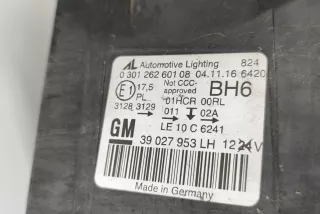 AL Automotive Lighting 824
0 301 262 601 08 04.11.16 6420
E1 17,5 Not CCC- approved BH6
PL 01HCR 00RL
3128 3129 011 02A
LE 10 C 6241
GM 39 027 953 LH 12 24V
Made in Germany